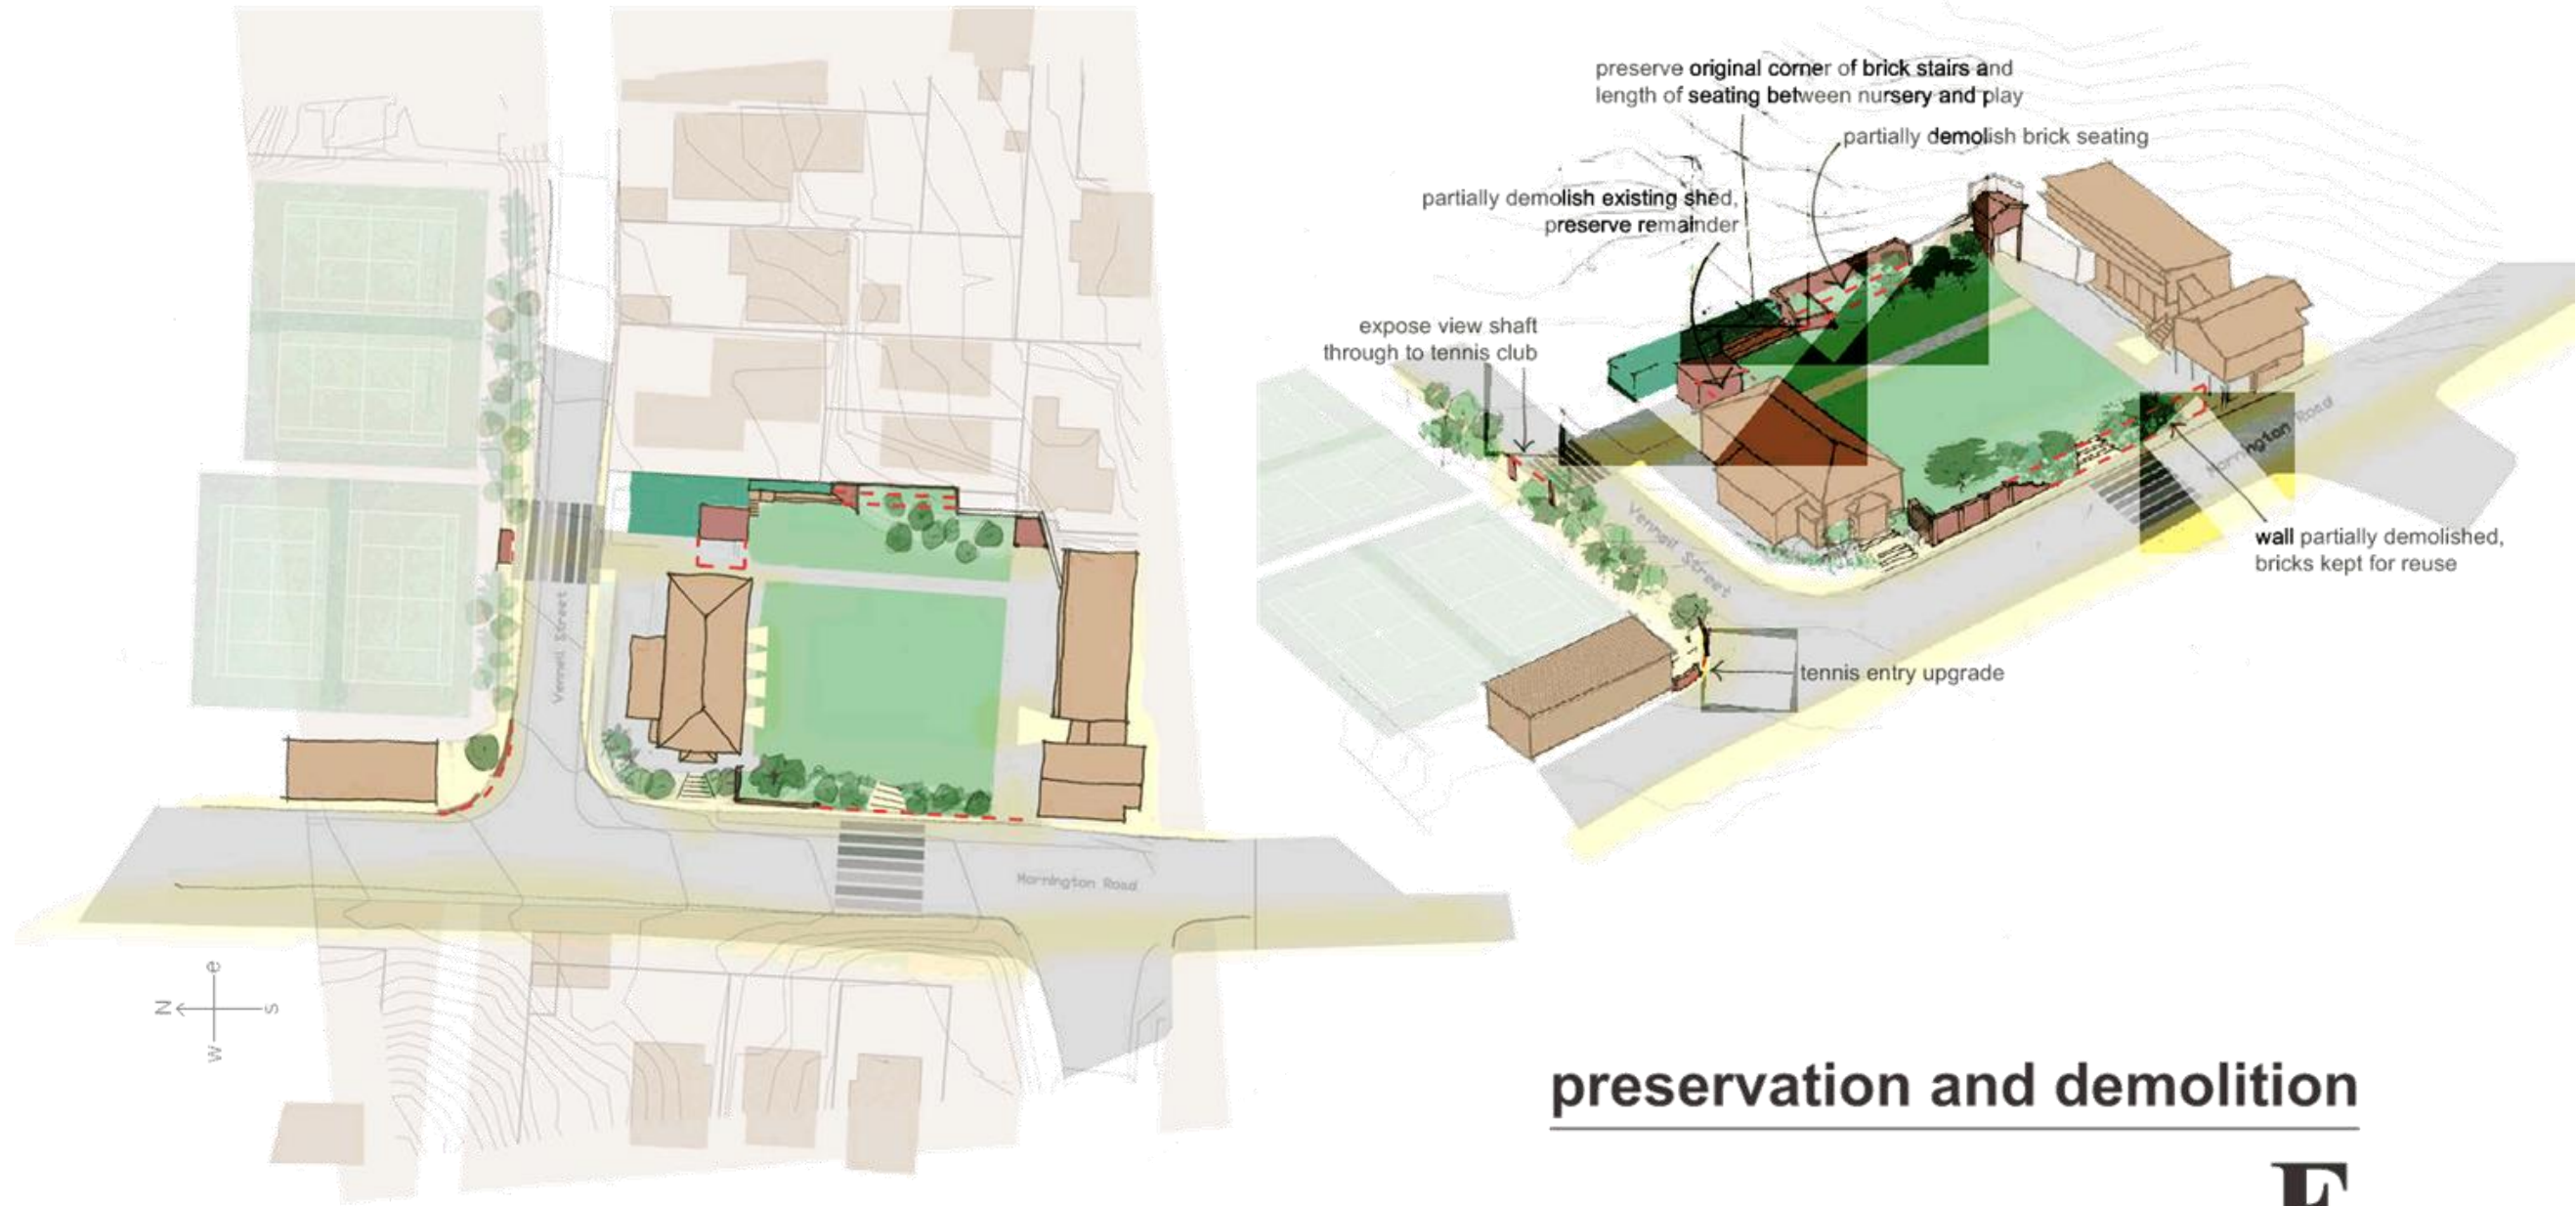 preserve original corner of brick stairs and
length of seating between nursery and play
partially demolish brick seating
partially demolish existing shed,
preserve remainder
expose view shaft
through to tennis club
Mornington Road
Vennell Street
wall partially demolished,
bricks kept for reuse
tennis entry upgrade
Vennell Street
Mornington Road
e
N
s
w
preservation and demolition